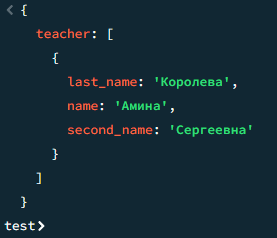 < {
teacher: [
{
last_name: 'Королева',
name: 'Амина',
second_name: 'Сергеевна'
}
]
}
test>